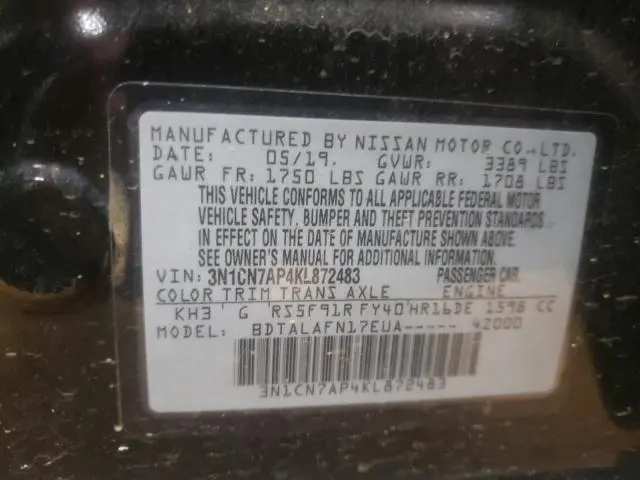 MANUFACTURED BY NISSAN MOTOR CO.,LTD.
DATE: 05/19. GVWR: 3389 LBS
GAWR FR: 1750 LBS GAWR RR: 1708 LBS
THIS VEHICLE CONFORMS TO ALL APPLICABLE FEDERAL MOTOR
VEHICLE SAFETY, BUMPER AND THEFT PREVENTION STANDARDS
IN EFFECT ON THE DATE OF MANUFACTURE SHOWN ABOVE.
SEE OWNER'S MANUAL FOR ADDITIONAL INFORMATION.
VIN: 3N1CN7AP4KL872483 PASSENGER CAR.
COLOR TRIM TRANS AXLE ENGINE
KH3 G RS5F91R FY40 HR16DE 1598 CC
MODEL: BDTALAFN17EUA----- 42000
3N1CN7AP4KL872483